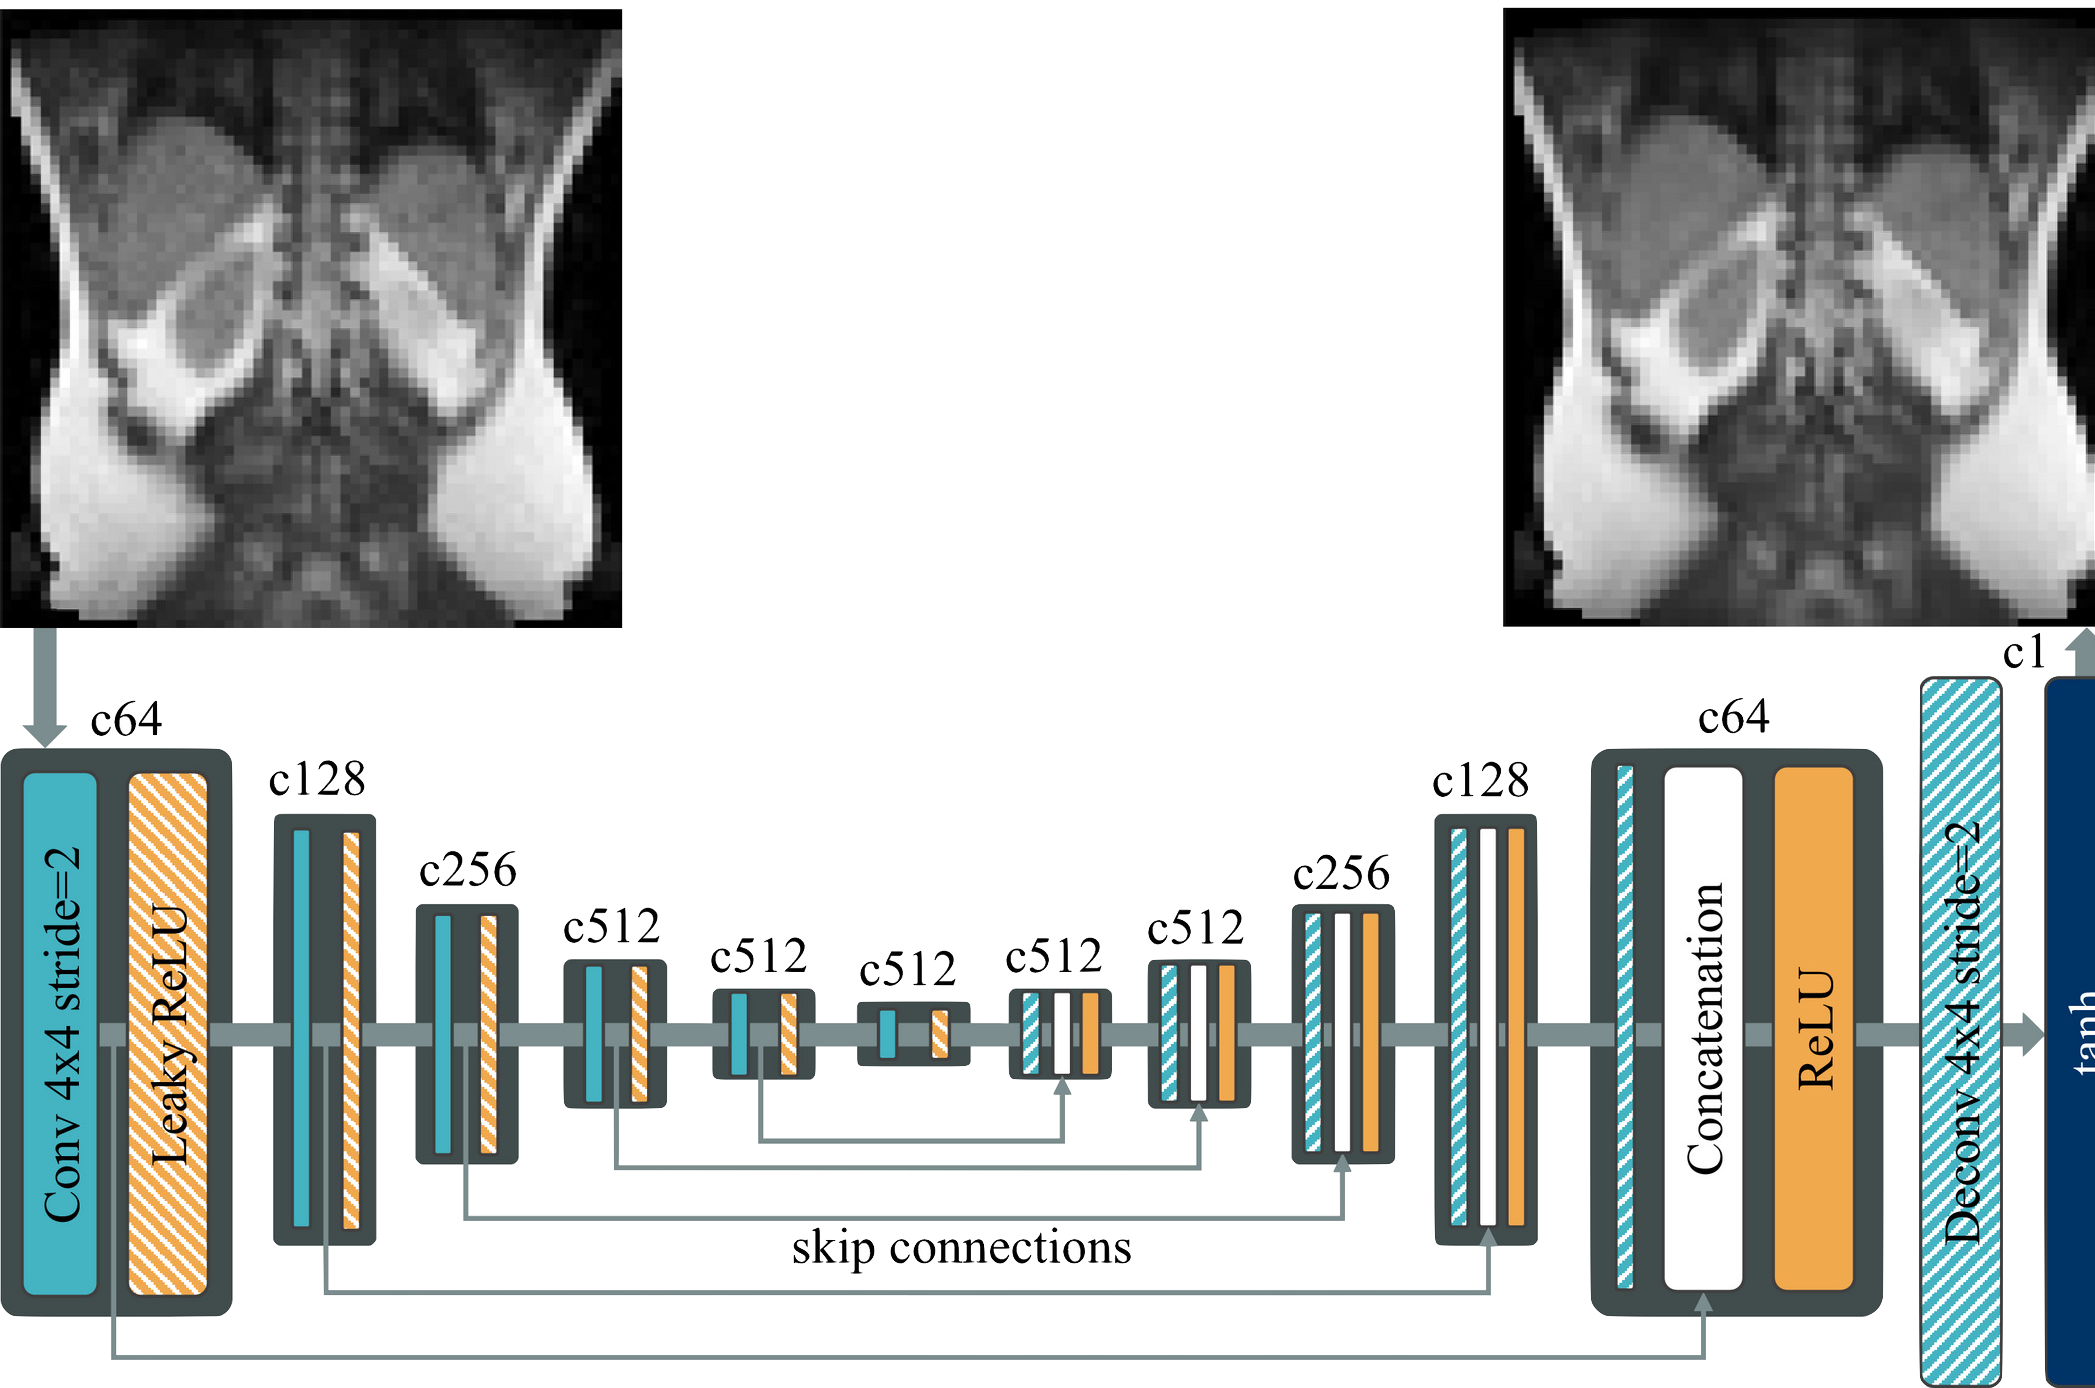 c1
c64
c64
c128
c128
c256
c256
c512
c512
c512
c512
c512
Conv 4x4 stride=2
Leaky ReLU
Concatenation
ReLU
Deconv 4x4 stride=2
tanh
skip connections